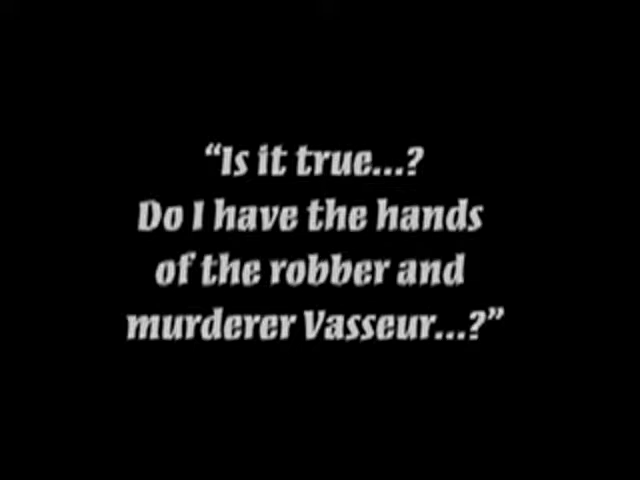 “Is it true...?
Do I have the hands
of the robber and
murderer Vasseur...?”